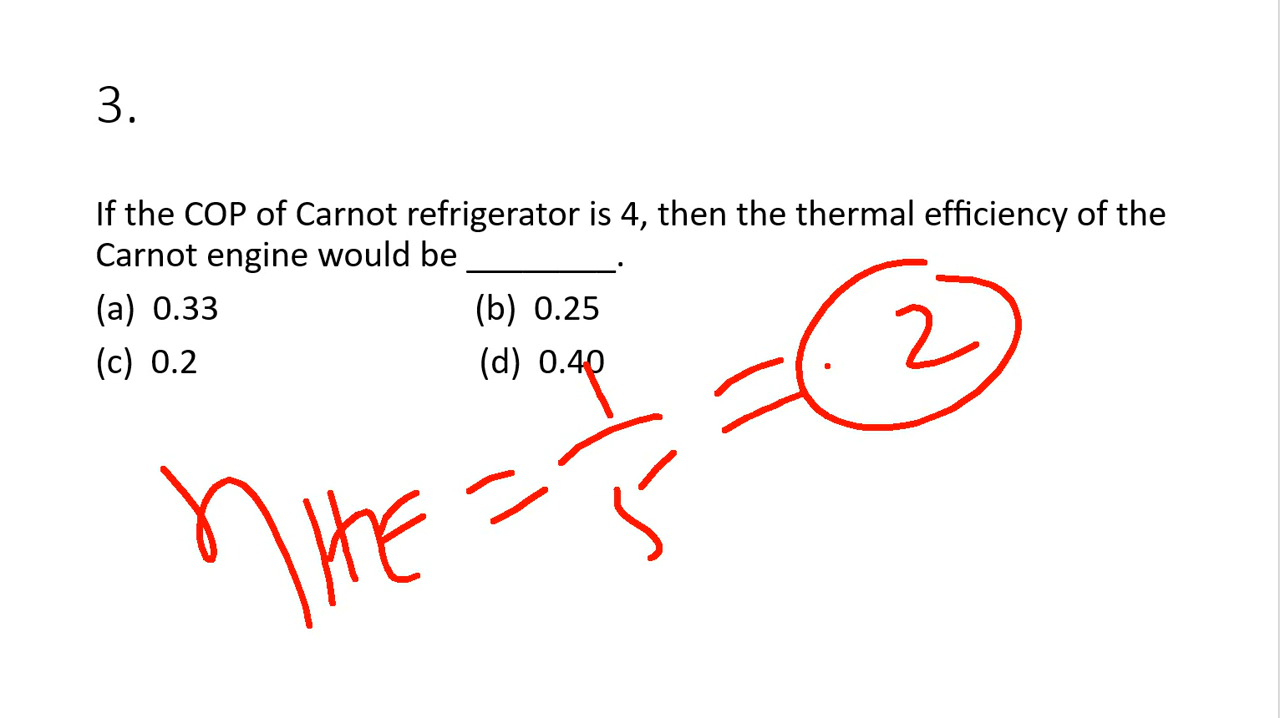 3.
If the COP of Carnot refrigerator is 4, then the thermal efficiency of the
Carnot engine would be ________.
(a) 0.33 (b) 0.25
(c) 0.2 (d) 0.40
η HE = 1/5 = .2